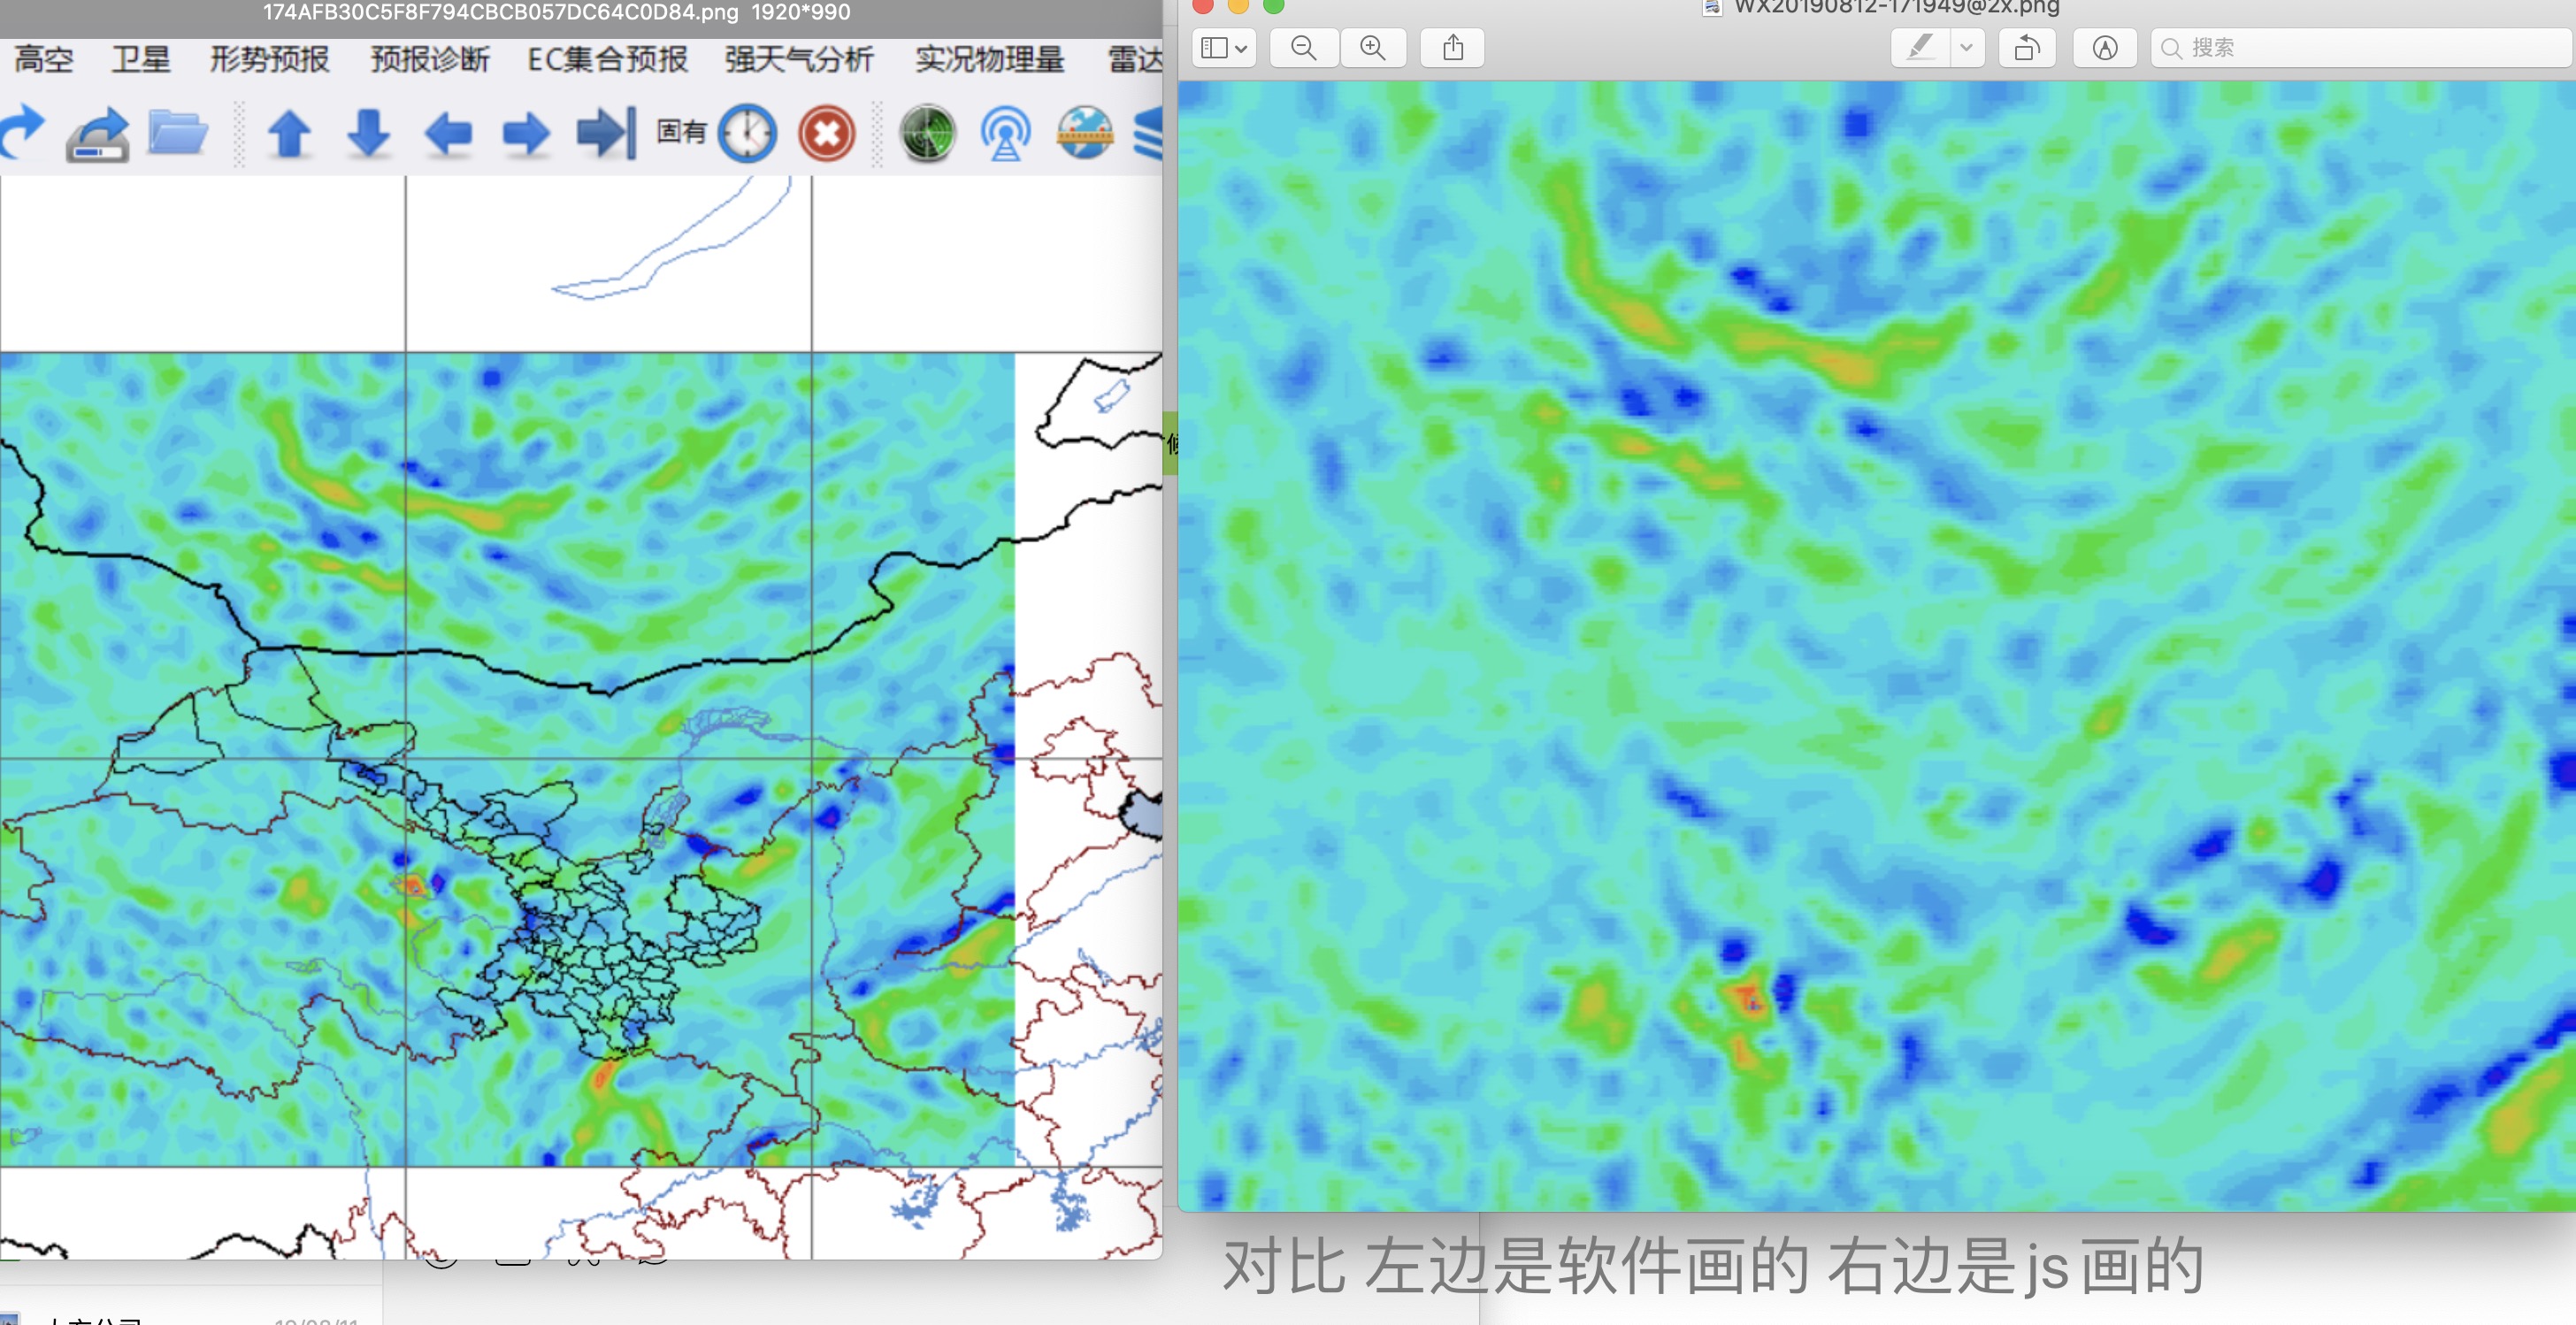 174AFB30C5F8F794CBCB057DC64C0D84.png 1920*990
高空 卫星 形势预报 预报诊断 EC集合预报 强天气分析 实况物理量 雷达
固有
WX20190812-171949@2x.png
搜索
对比 左边是软件画的 右边是js画的